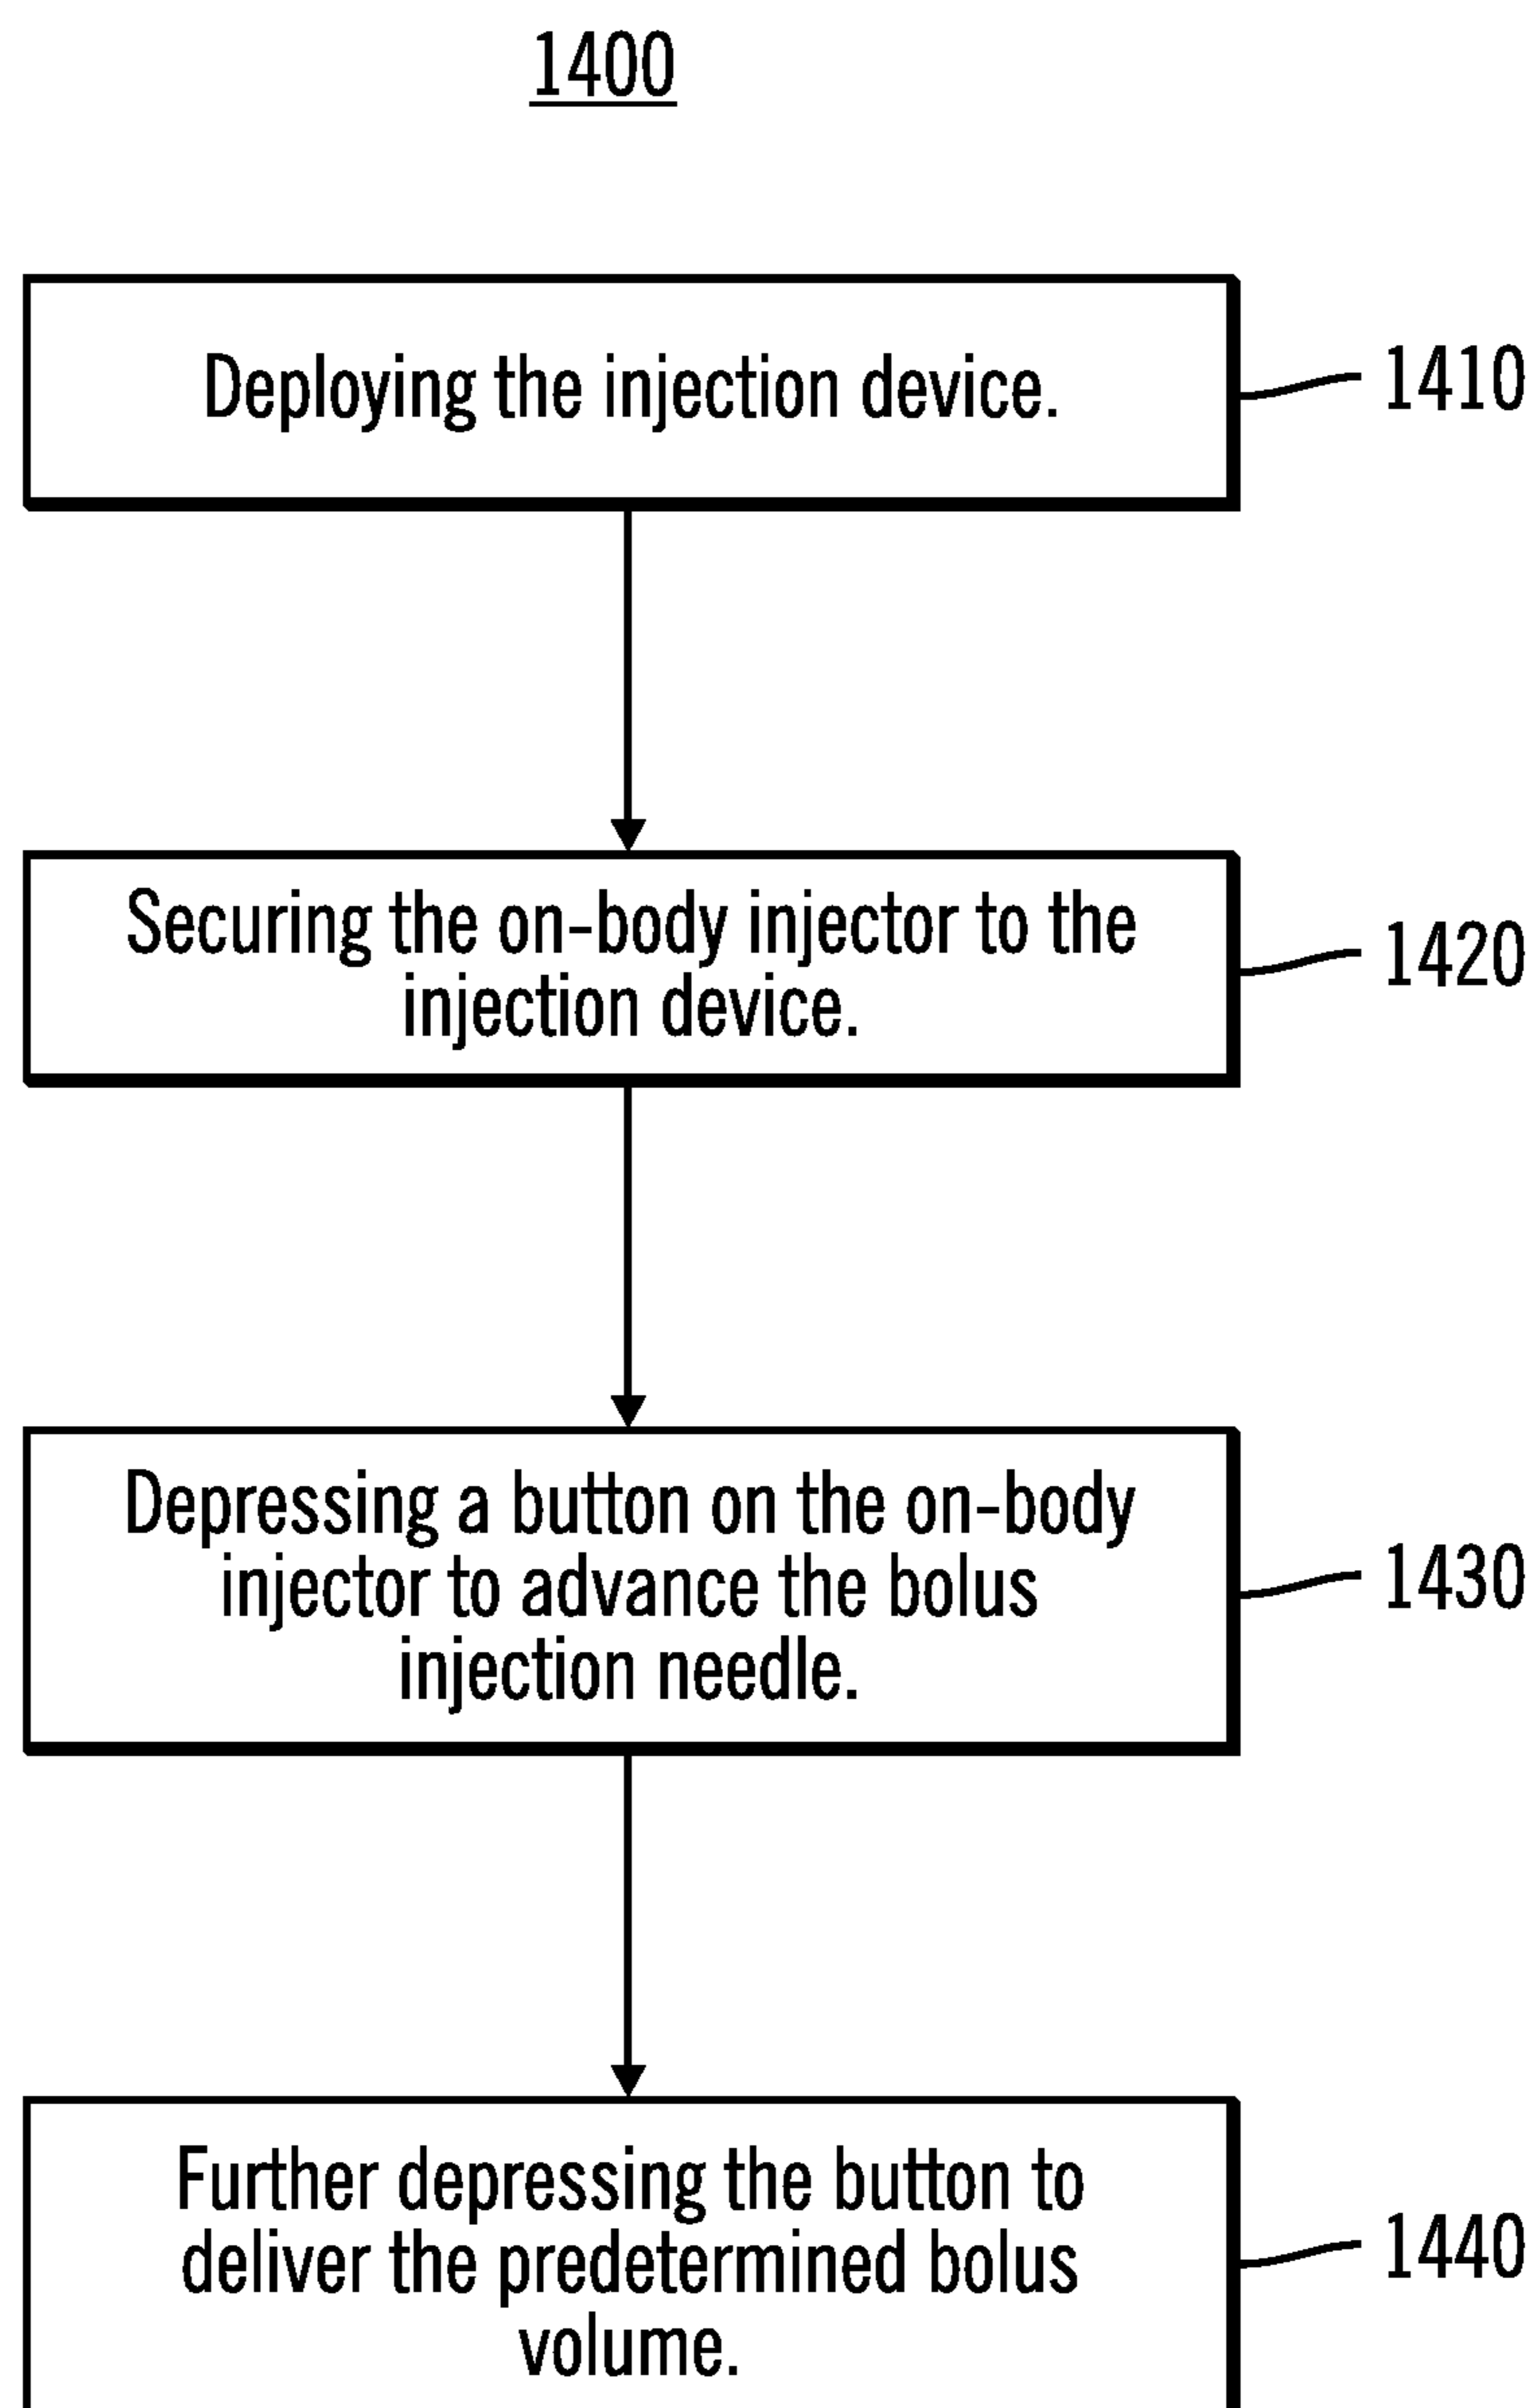 1400
Deploying the injection device.
1410
Securing the on-body injector to the
injection device.
1420
Depressing a button on the on-body
injector to advance the bolus
injection needle.
1430
Further depressing the button to
deliver the predetermined bolus
volume.
1440